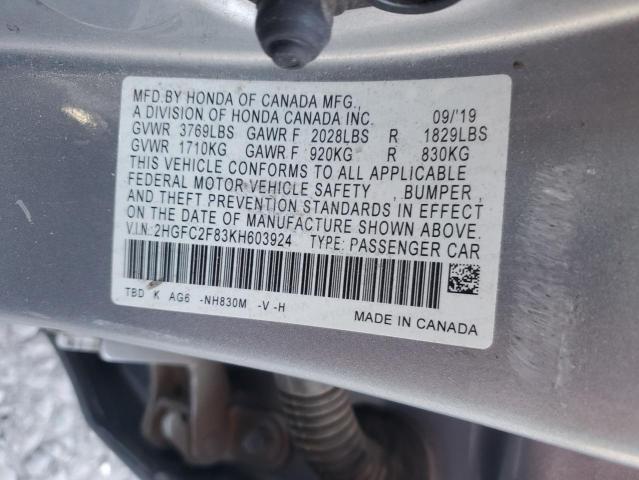 MFD.BY HONDA OF CANADA MFG.,
A DIVISION OF HONDA CANADA INC. 09/'19
GVWR 3769LBS GAWR F 2028LBS R 1829LBS
GVWR 1710KG GAWR F 920KG R 830KG
THIS VEHICLE CONFORMS TO ALL APPLICABLE
FEDERAL MOTOR VEHICLE SAFETY , BUMPER ,
AND THEFT PREVENTION STANDARDS IN EFFECT
ON THE DATE OF MANUFACTURE SHOWN ABOVE.
V.I.N: 2HGFC2F83KH603924 TYPE: PASSENGER CAR
TBD K AG6 -NH830M -V -H
MADE IN CANADA